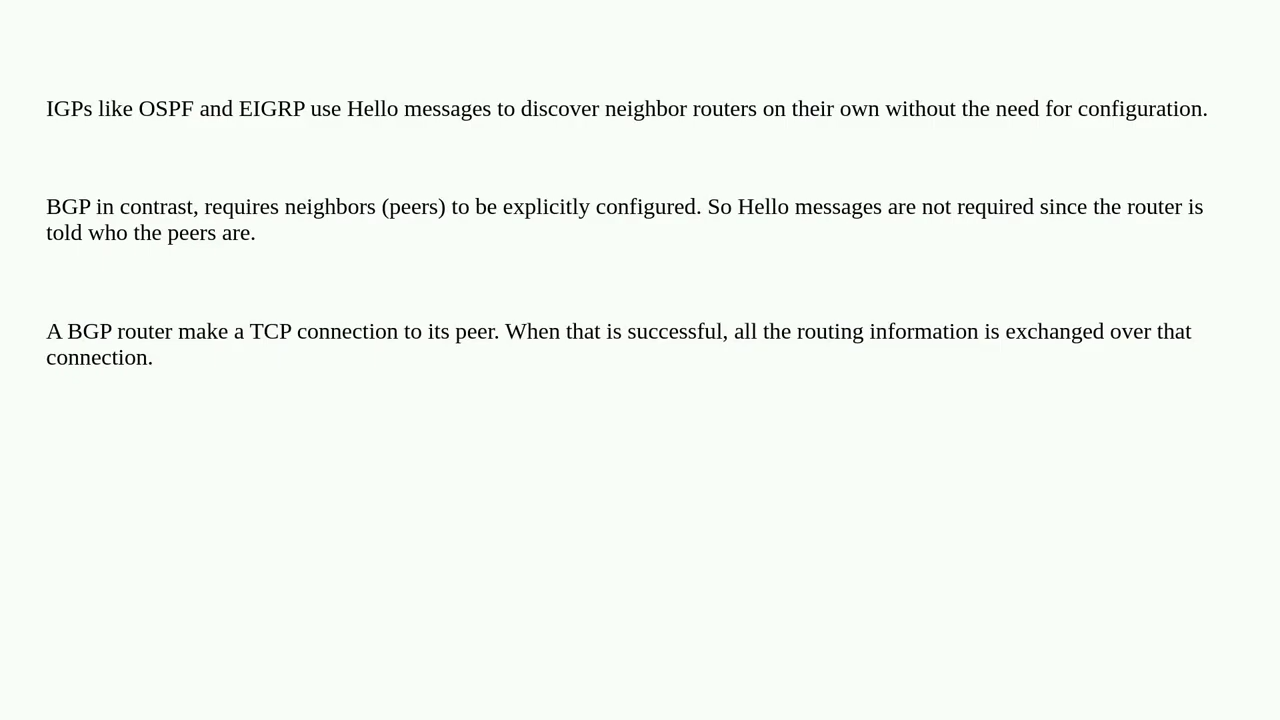 IGPs like OSPF and EIGRP use Hello messages to discover neighbor routers on their own without the need for configuration.
BGP in contrast, requires neighbors (peers) to be explicitly configured. So Hello messages are not required since the router is
told who the peers are.
A BGP router make a TCP connection to its peer. When that is successful, all the routing information is exchanged over that
connection.